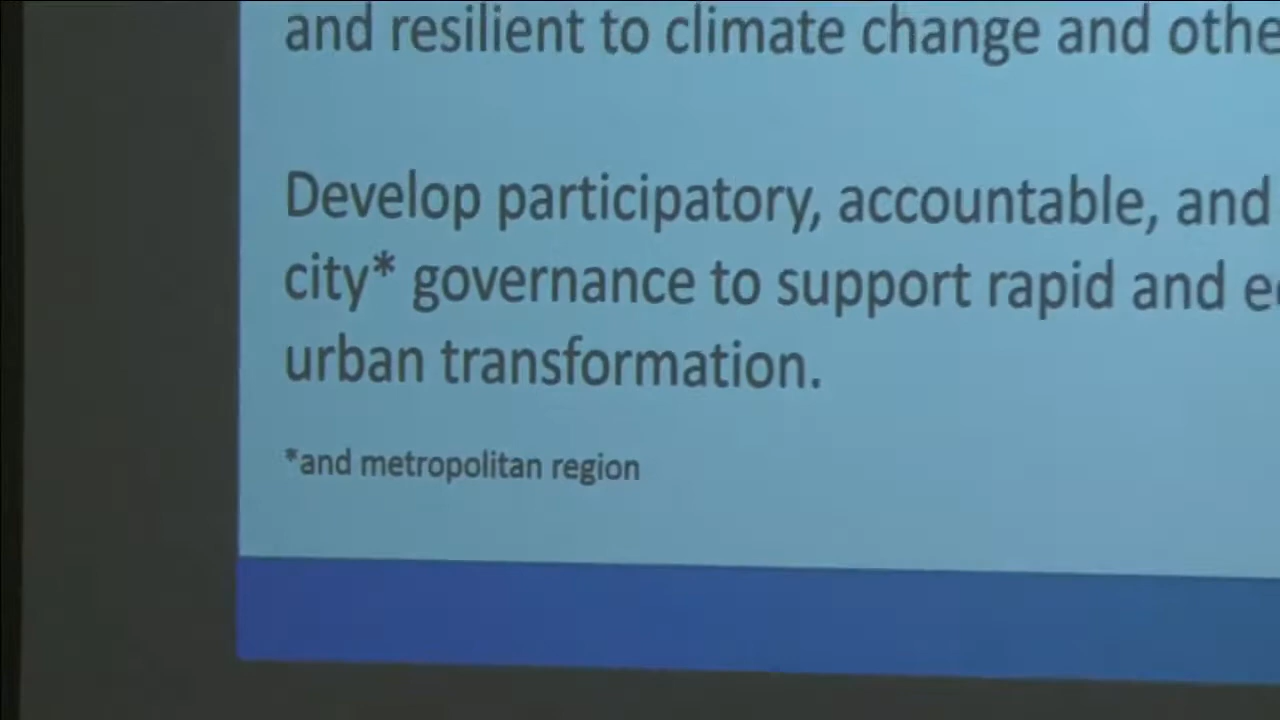 and resilient to climate change and othe
Develop participatory, accountable, and
city* governance to support rapid and e
urban transformation.
*and metropolitan region